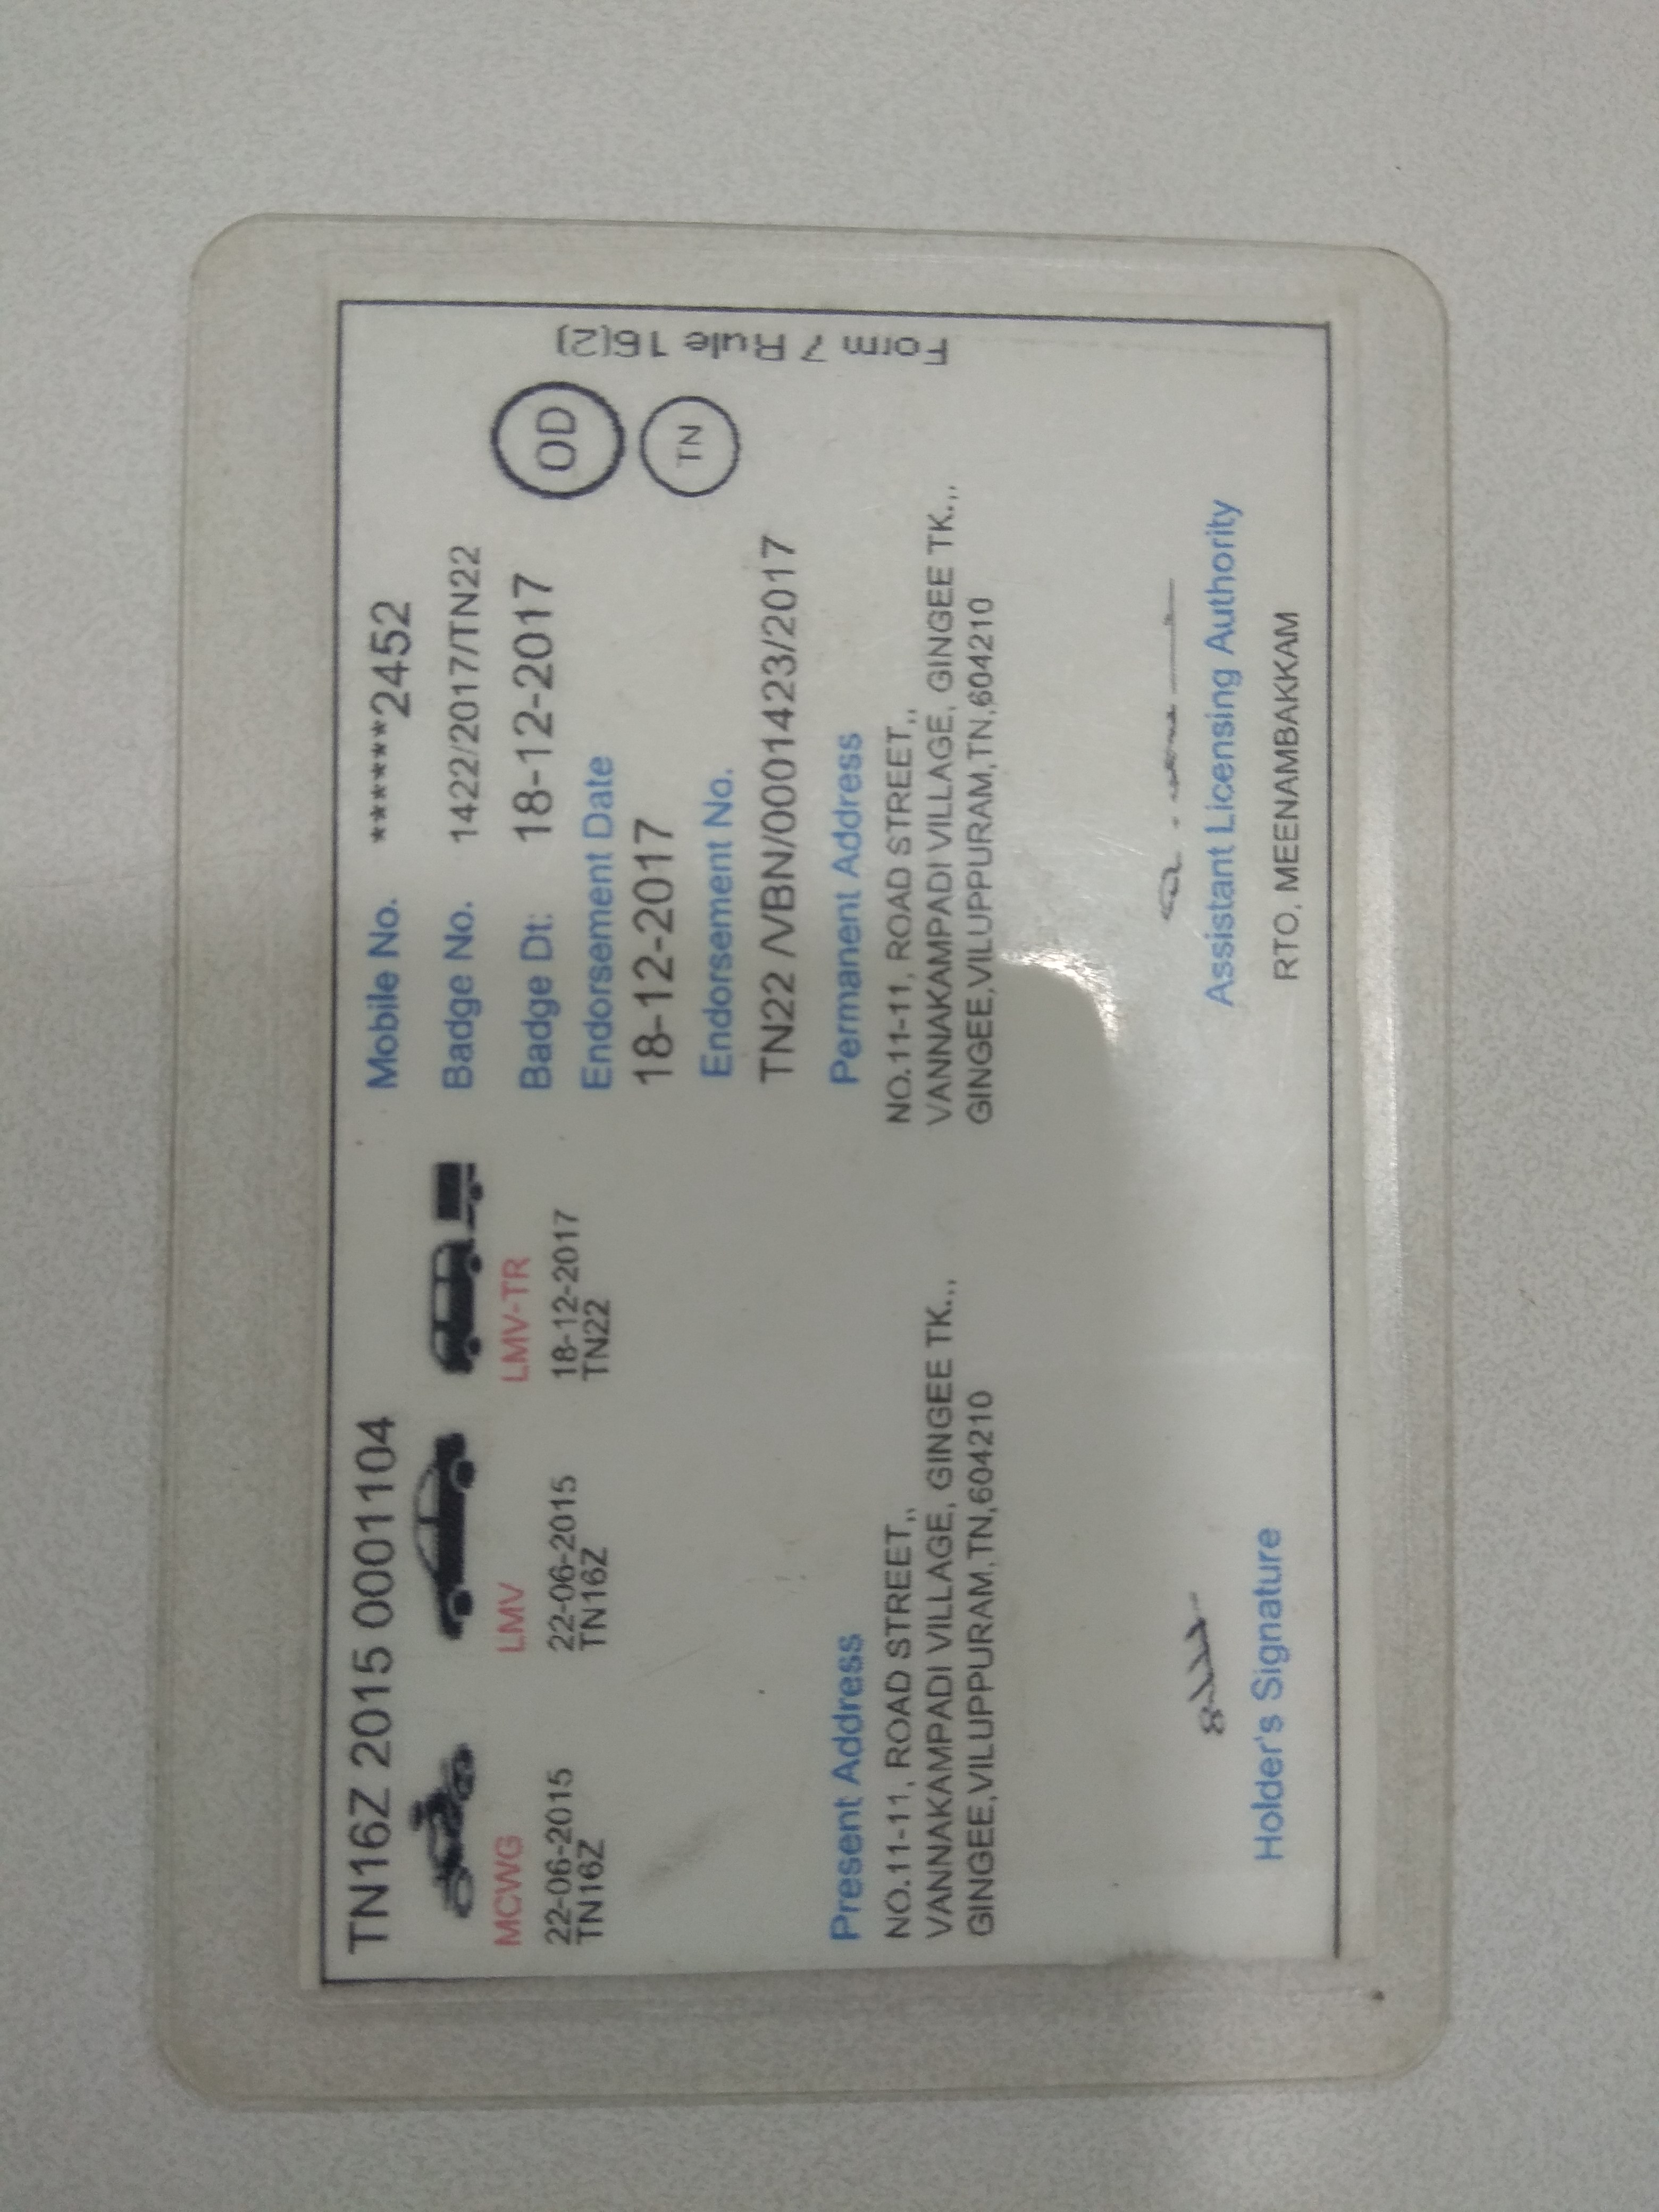 TN16Z 2015 0001104
MCWG
22-06-2015
TN16Z
LMV
22-06-2015
TN16Z
LMV-TR
18-12-2017
TN22
Mobile No. ******2452
Badge No. 1422/2017/TN22
Badge Dt: 18-12-2017
Endorsement Date
18-12-2017
Endorsement No.
TN22 /VBN/0001423/2017
OD
TN
Form 7 Rule 16(2)
Present Address
NO.11-11, ROAD STREET,,
VANNAKAMPADI VILLAGE, GINGEE TK.,,
GINGEE,VILUPPURAM,TN,604210
Permanent Address
NO.11-11, ROAD STREET,,
VANNAKAMPADI VILLAGE, GINGEE TK.,,
GINGEE,VILUPPURAM,TN,604210
Holder's Signature
Assistant Licensing Authority
RTO, MEENAMBAKKAM